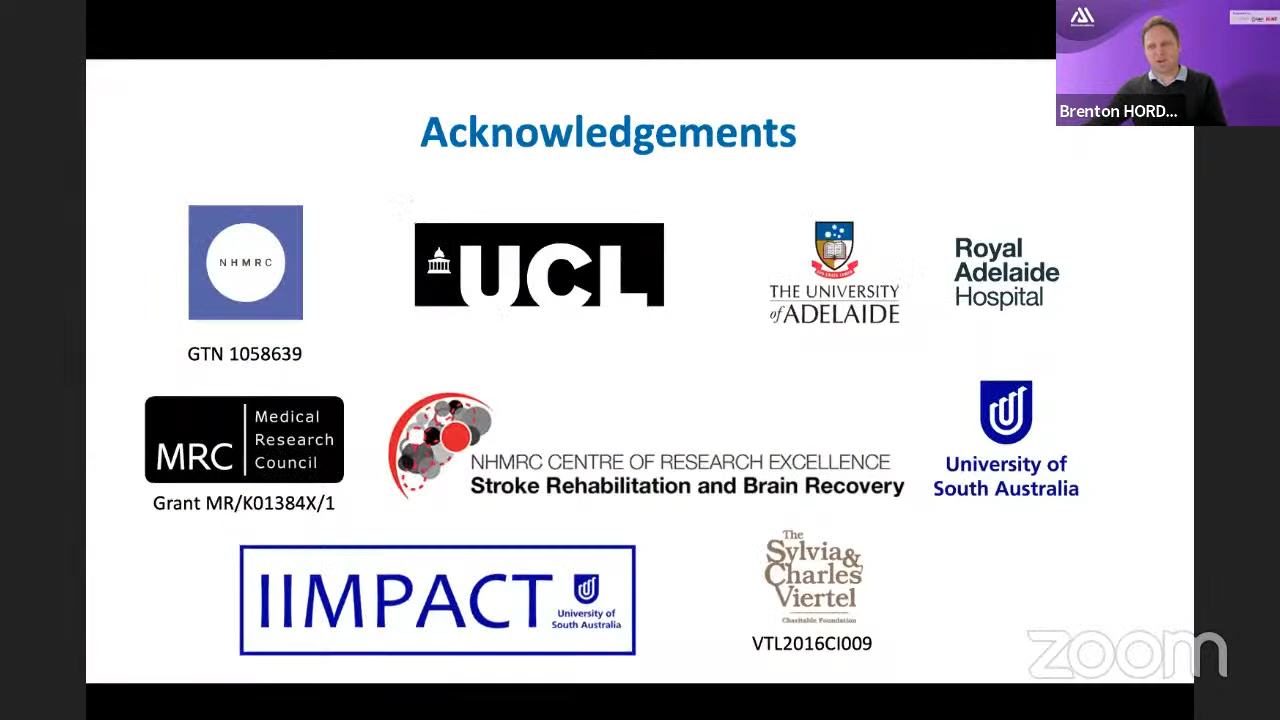 Brenton HORD...
Acknowledgements
NHMRC
GTN 1058639
UCL
THE UNIVERSITY
of ADELAIDE
Royal
Adelaide
Hospital
MRC
Medical
Research
Council
Grant MR/K01384X/1
NHMRC CENTRE OF RESEARCH EXCELLENCE
Stroke Rehabilitation and Brain Recovery
University of
South Australia
IIMPACT
University of
South Australia
The
Sylvia &
Charles
Viertel
Charitable Foundation
VTL2016CI009
zoom